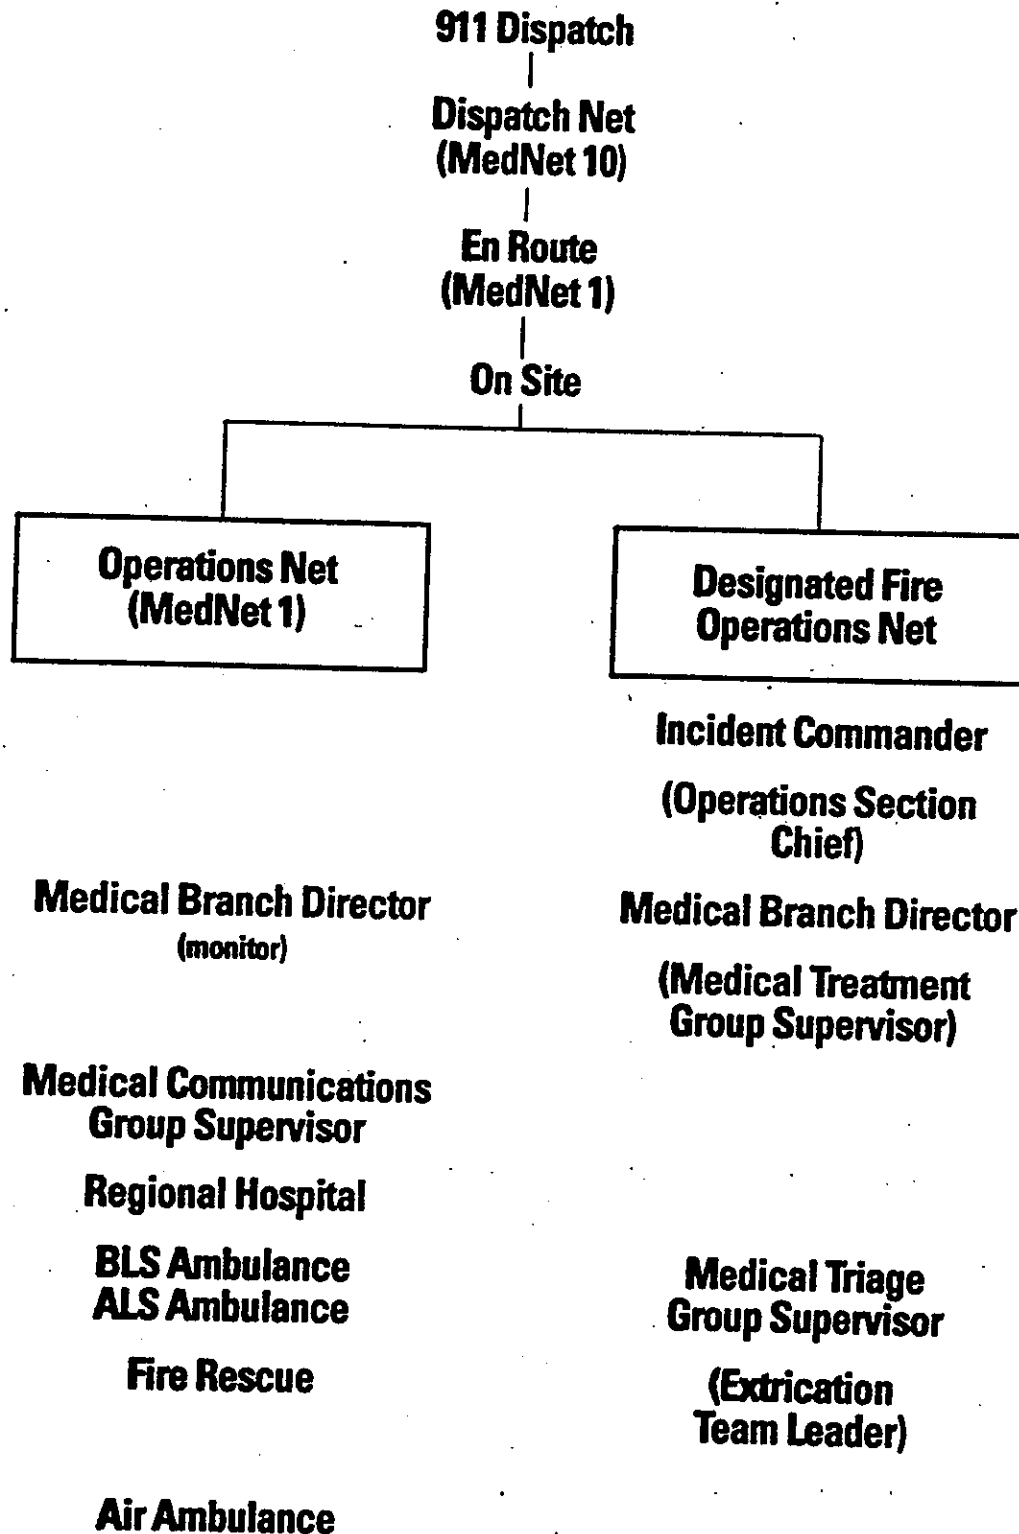 911 Dispatch
Dispatch Net
(MedNet 10)
En Route
(MedNet 1)
On Site
Operations Net
(MedNet 1)
Medical Branch Director
(monitor)
Medical Communications
Group Supervisor
Regional Hospital
BLS Ambulance
ALS Ambulance
Fire Rescue
Air Ambulance
Designated Fire
Operations Net
Incident Commander
(Operations Section
Chief)
Medical Branch Director
(Medical Treatment
Group Supervisor)
Medical Triage
Group Supervisor
(Extrication
Team Leader)